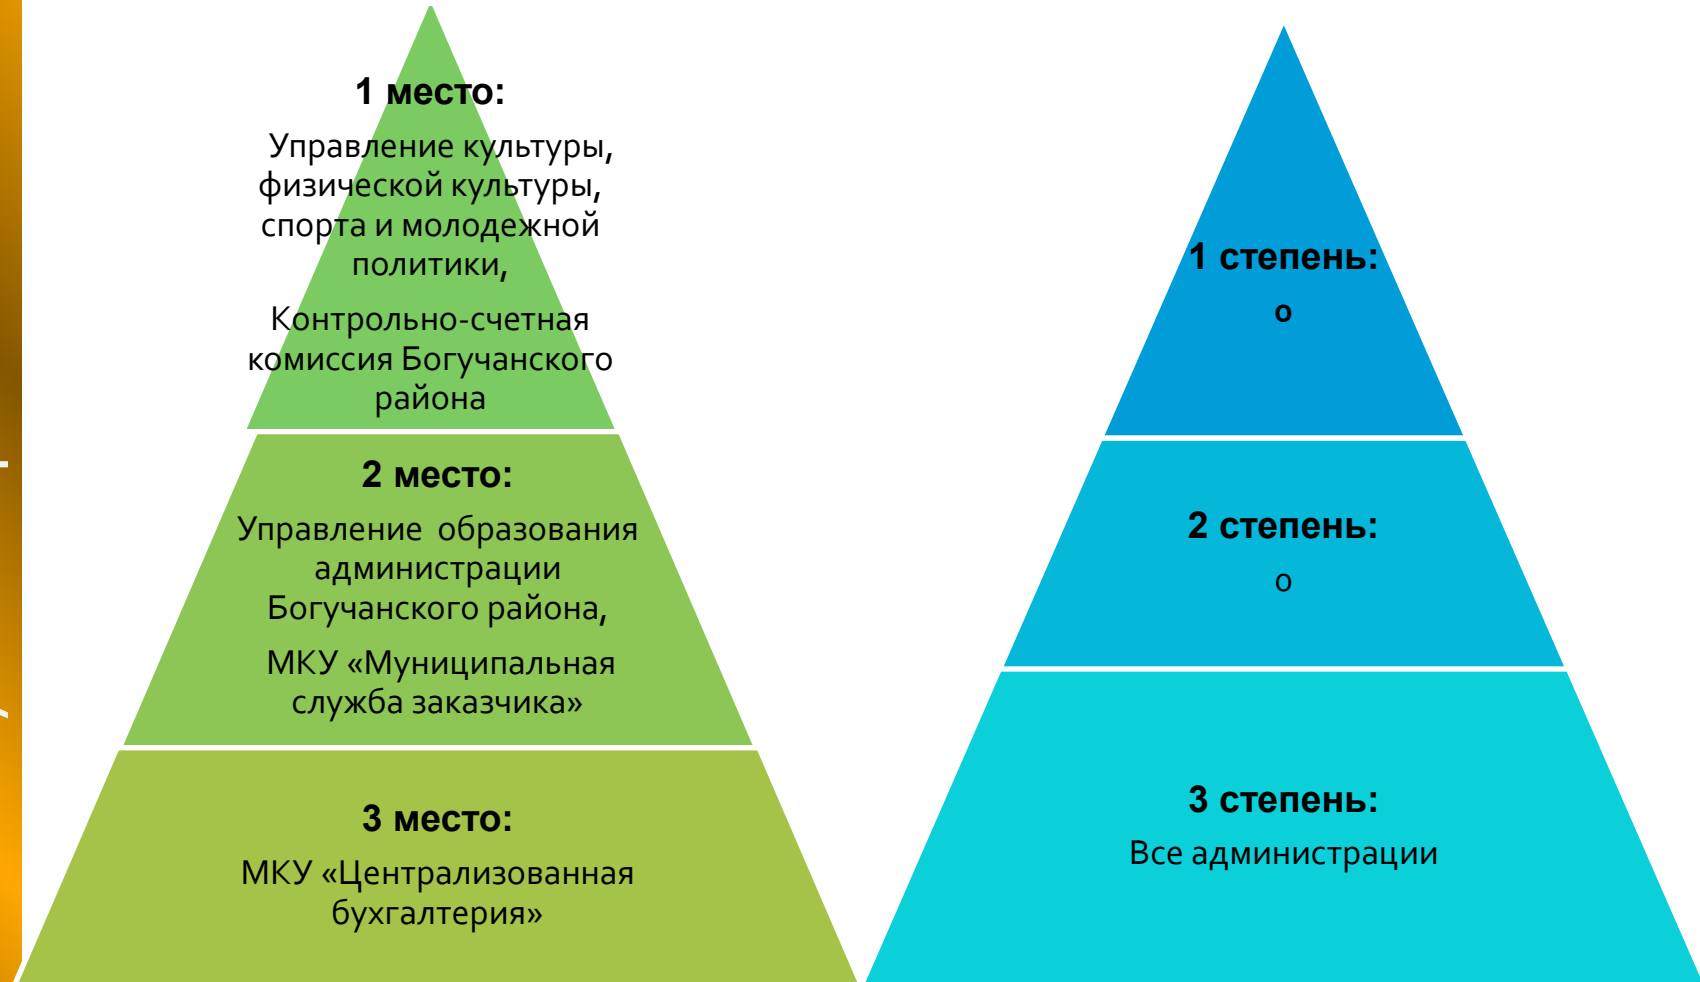 1 место:
Управление культуры,
физической культуры,
спорта и молодежной
политики,
Контрольно-счетная
комиссия Богучанского
района
2 место:
Управление образования
администрации
Богучанского района,
МКУ «Муниципальная
служба заказчика»
3 место:
МКУ «Централизованная
бухгалтерия»
1 степень:
0
2 степень:
0
3 степень:
Все администрации